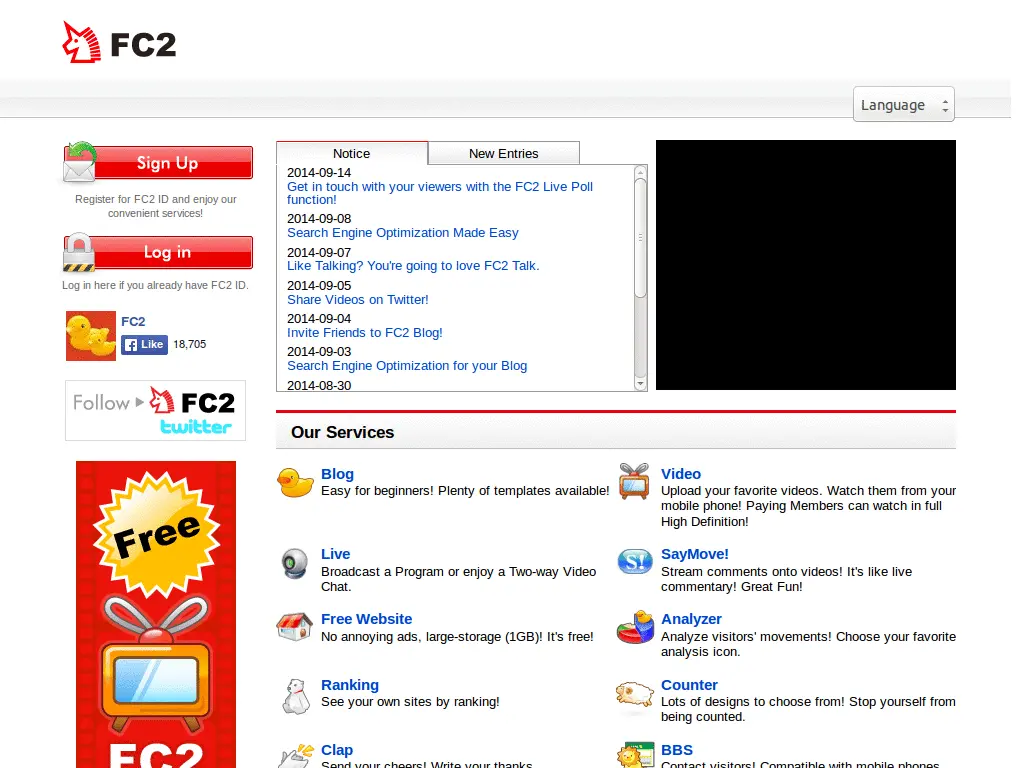 FC2
Language
Sign Up
Register for FC2 ID and enjoy our
convenient services!
Log in
Log in here if you already have FC2 ID.
FC2
Like 18,705
Follow FC2
twitter
Free
FC2
Notice New Entries
2014-09-14
Get in touch with your viewers with the FC2 Live Poll
function!
2014-09-08
Search Engine Optimization Made Easy
2014-09-07
Like Talking? You're going to love FC2 Talk.
2014-09-05
Share Videos on Twitter!
2014-09-04
Invite Friends to FC2 Blog!
2014-09-03
Search Engine Optimization for your Blog
2014-08-30
Our Services
Blog
Easy for beginners! Plenty of templates available!
Video
Upload your favorite videos. Watch them from your
mobile phone! Paying Members can watch in full
High Definition!
Live
Broadcast a Program or enjoy a Two-way Video
Chat.
S!
SayMove!
Stream comments onto videos! It's like live
commentary! Great Fun!
Free Website
No annoying ads, large-storage (1GB)! It's free!
Analyzer
Analyze visitors' movements! Choose your favorite
analysis icon.
Ranking
See your own sites by ranking!
Counter
Lots of designs to choose from! Stop yourself from
being counted.
Clap
Send your cheers! Write your thanks
BBS
Contact visitors! Compatible with mobile phones